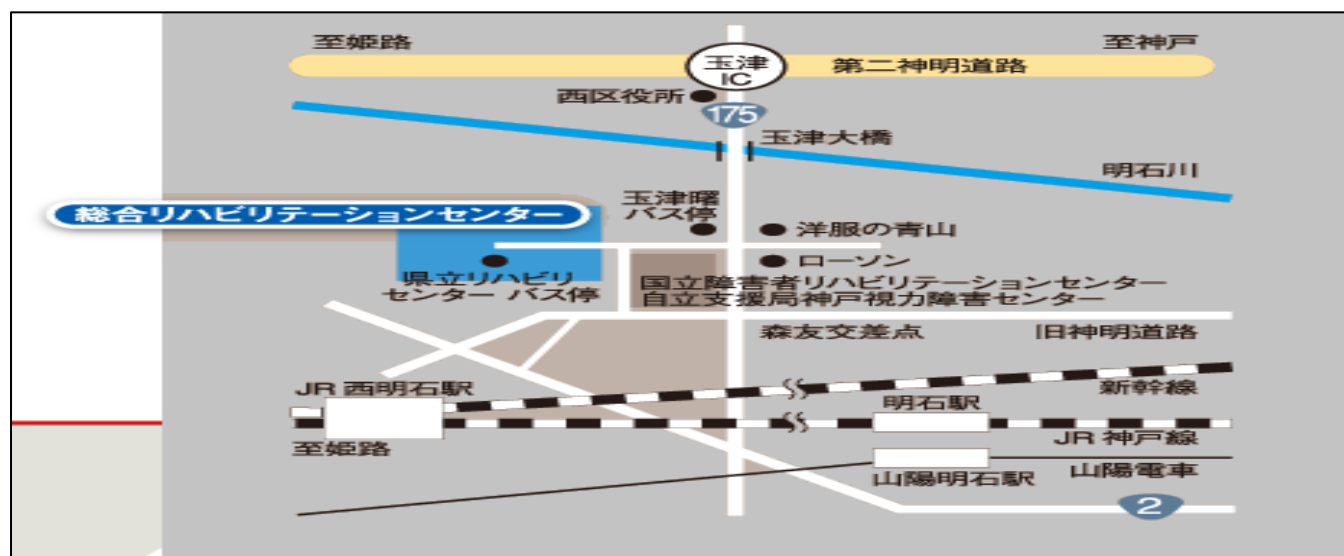 至姫路
至神戸
玉津
IC
第二神明道路
西区役所
175
玉津大橋
明石川
玉津曙
バス停
総合リハビリテーションセンター
洋服の青山
ローソン
県立リハビリ
センター バス停
国立障害者リハビリテーションセンター
自立支援局神戸視力障害センター
森友交差点
旧神明道路
JR 西明石駅
新幹線
明石駅
JR 神戸線
至姫路
山陽電車
山陽明石駅
2